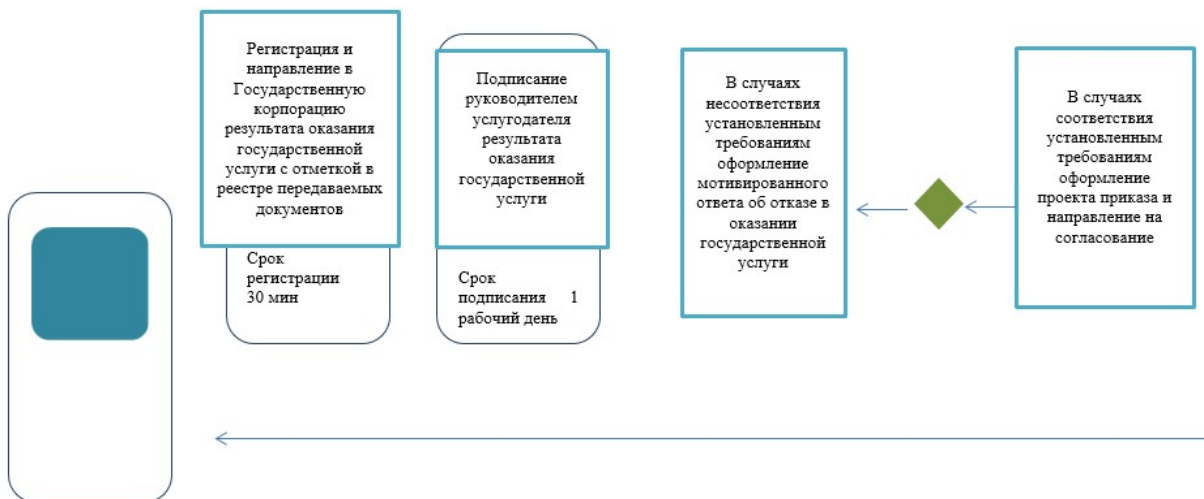 Регистрация и
направление в
Государственную
корпорацию
результата оказания
государственной
услуги с отметкой в
реестре передаваемых
документов
Срок
регистрации
30 мин
Подписание
руководителем
услугодателя
результата
оказания
государственной
услуги
Срок
подписания 1
рабочий день
В случаях
несоответствия
установленным
требованиям
оформление
мотивированного
ответа об отказе в
оказании
государственной
услуги
В случаях
соответствия
установленным
требованиям
оформление
проекта приказа и
направление на
согласование